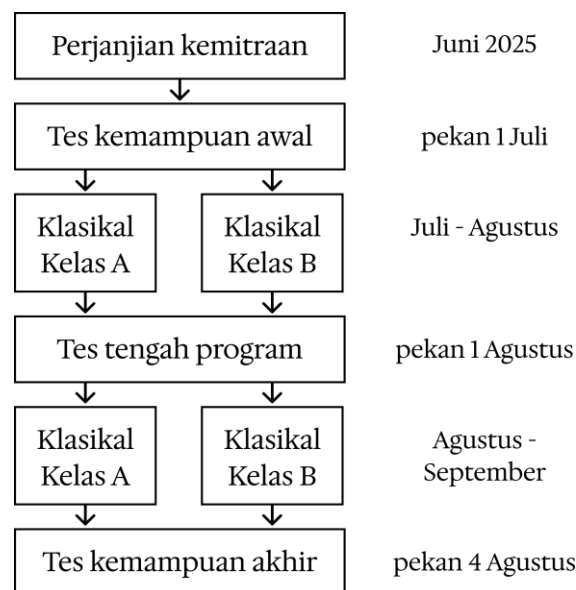 Perjanjian kemitraan
Juni 2025
Tes kemampuan awal
pekan 1 Juli
Klasikal
Kelas A
Klasikal
Kelas B
Juli - Agustus
Tes tengah program
pekan 1 Agustus
Klasikal
Kelas A
Klasikal
Kelas B
Agustus -
September
Tes kemampuan akhir
pekan 4 Agustus